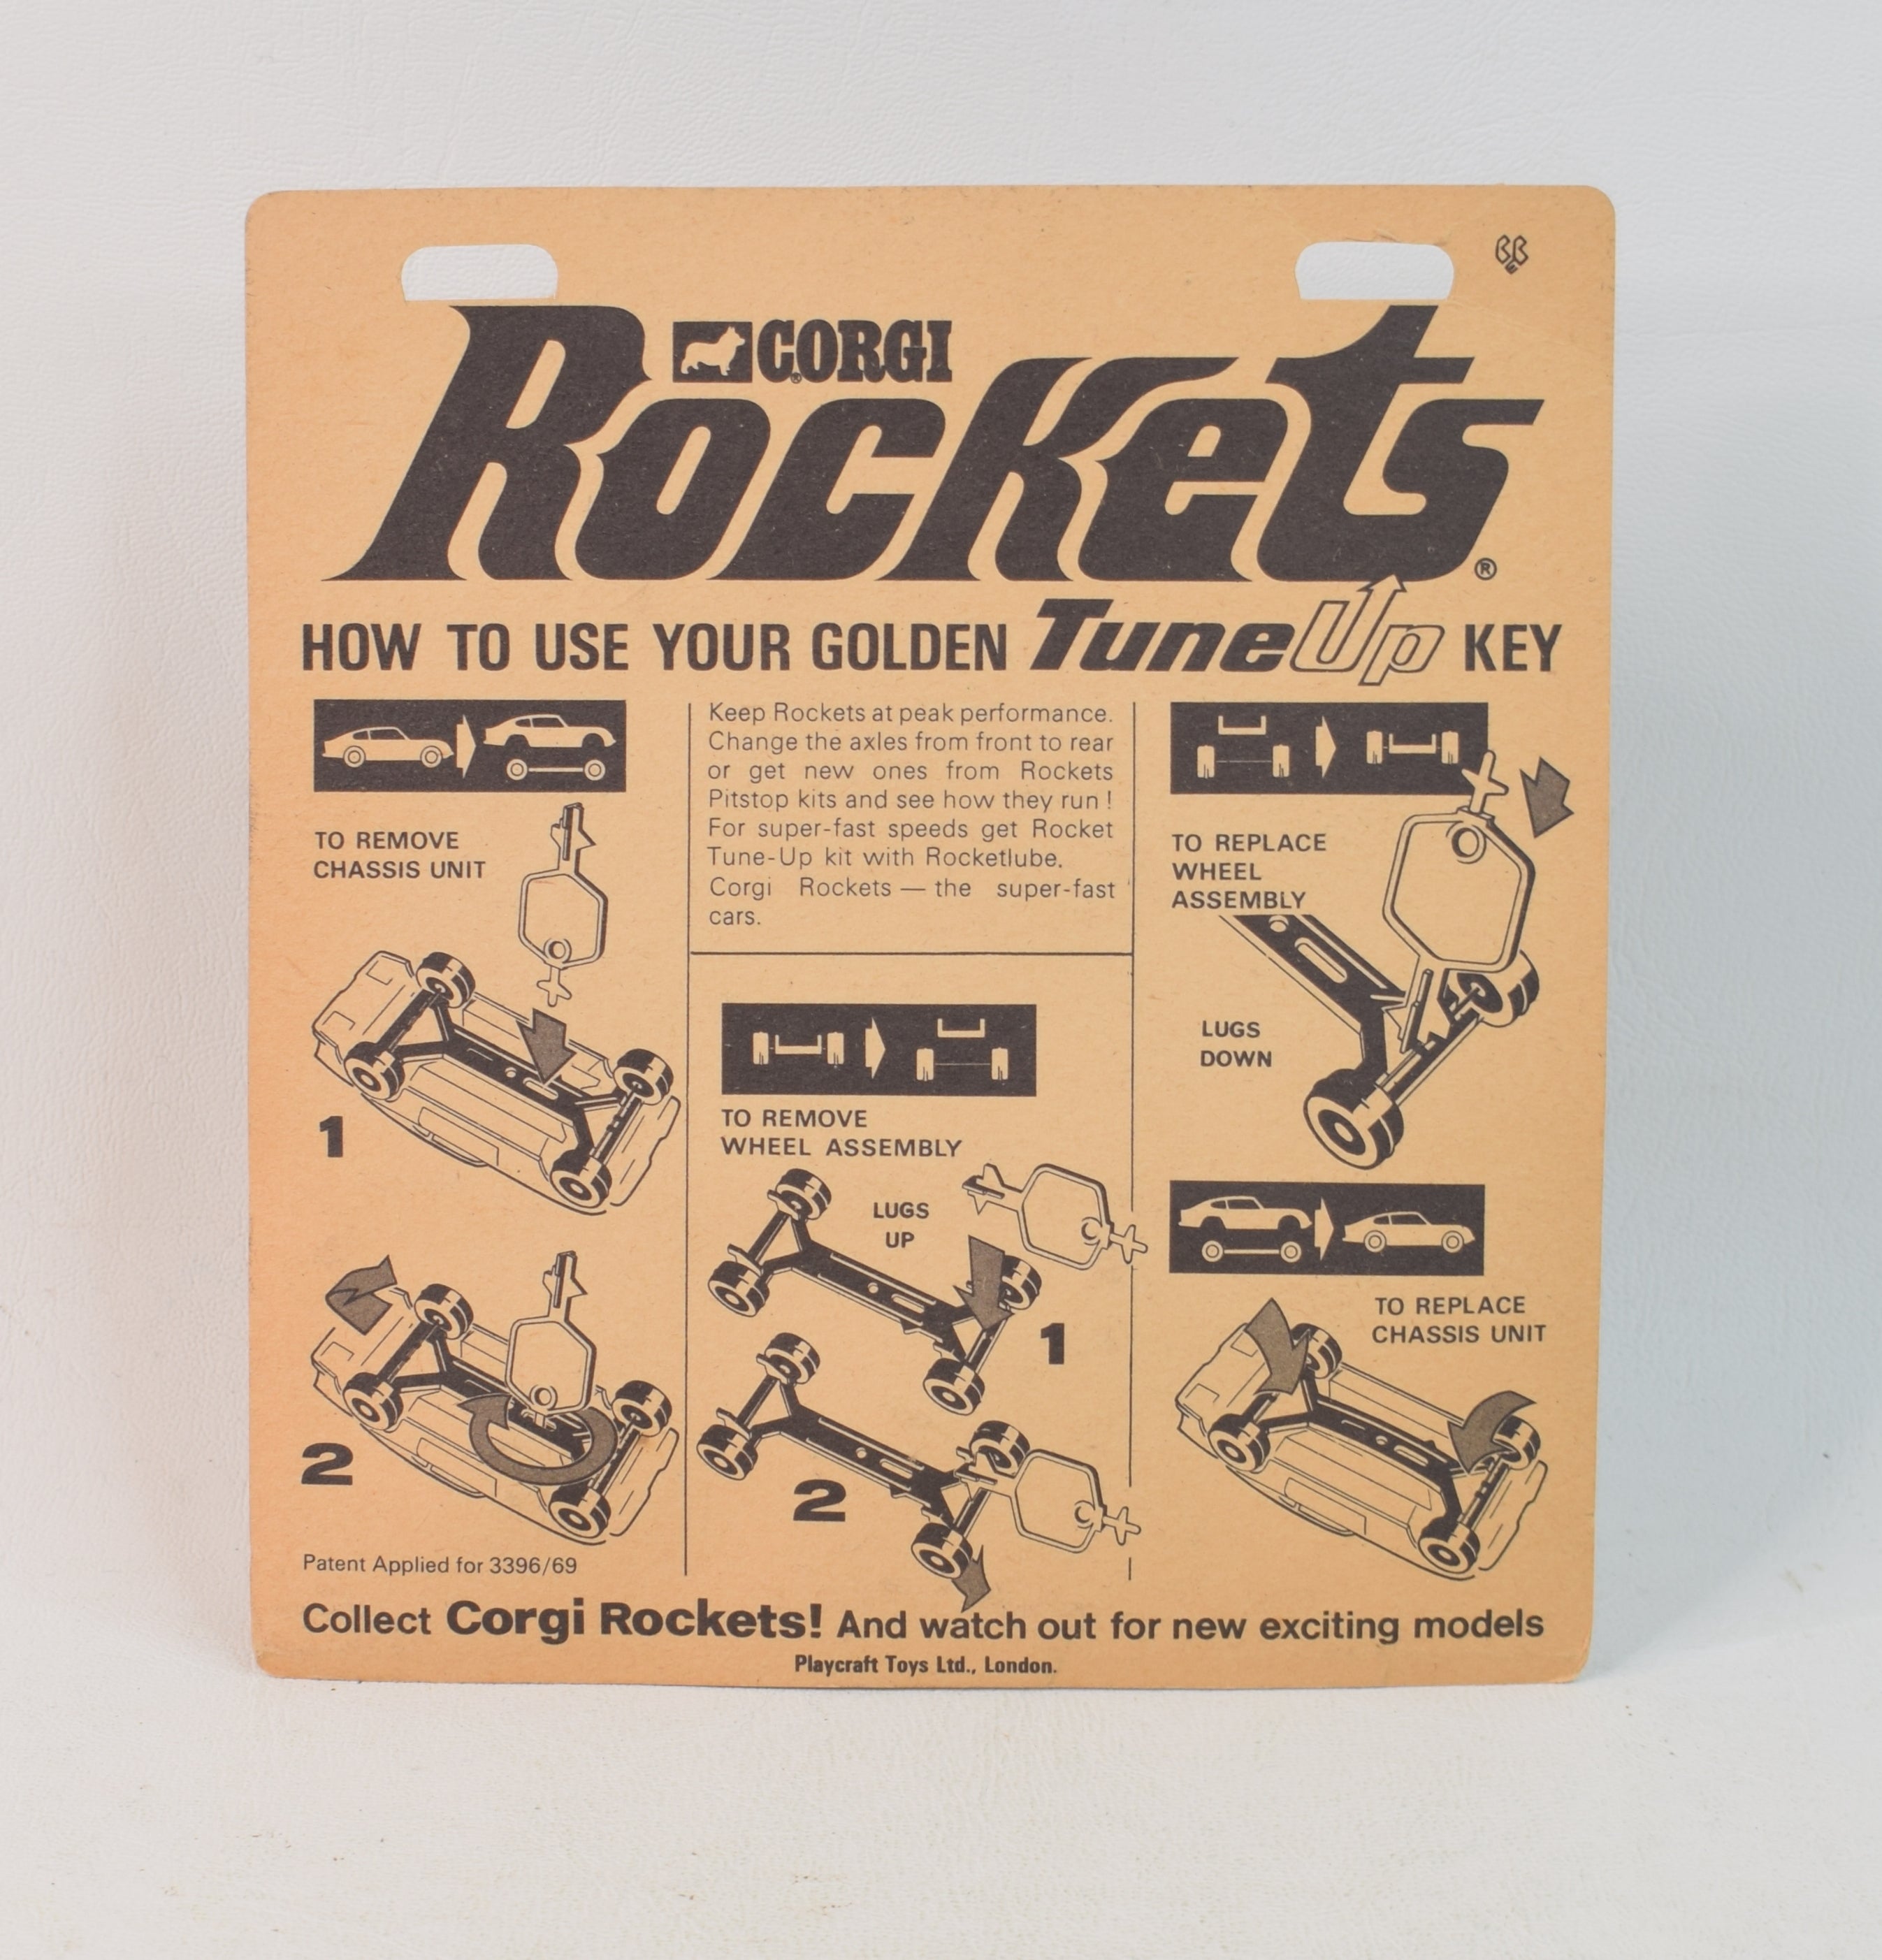 CORGI
Rockets®
HOW TO USE YOUR GOLDEN TuneUp KEY
TO REMOVE
CHASSIS UNIT
1
2
Patent Applied for 3396/69
Keep Rockets at peak performance.
Change the axles from front to rear
or get new ones from Rockets
Pitstop kits and see how they run !
For super-fast speeds get Rocket
Tune-Up kit with Rocketlube.
Corgi Rockets — the super-fast
cars.
TO REMOVE
WHEEL ASSEMBLY
LUGS
UP
1
2
TO REPLACE
WHEEL
ASSEMBLY
LUGS
DOWN
TO REPLACE
CHASSIS UNIT
Collect Corgi Rockets! And watch out for new exciting models
Playcraft Toys Ltd., London.